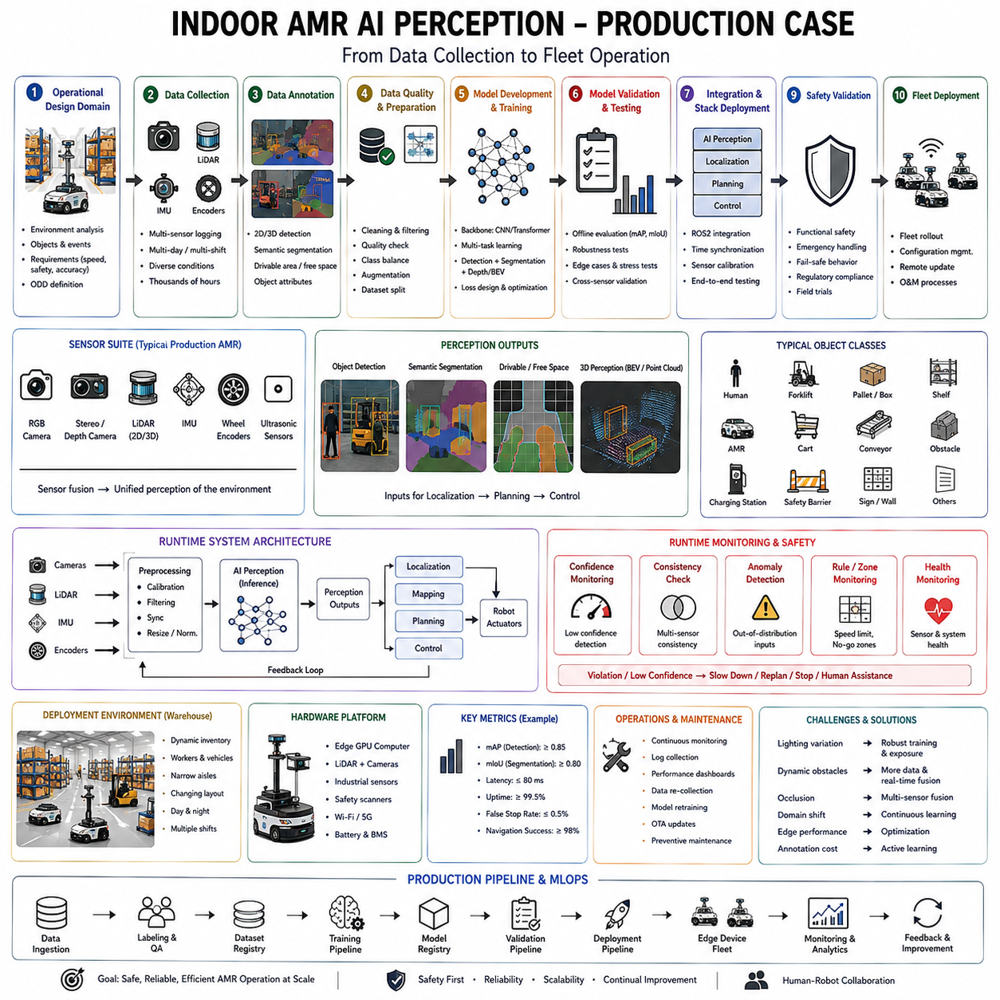 INDOOR AMR AI PERCEPTION – PRODUCTION CASE
From Data Collection to Fleet Operation
1 Operational
Design Domain
• Environment analysis
• Objects & events
• Requirements (speed,
safety, accuracy)
• ODD definition
2 Data Collection
LiDAR
IMU
Encoders
• Multi-sensor logging
• Multi-day / multi-shift
• Diverse conditions
• Thousands of hours
3 Data Annotation
• 2D/3D detection
Semantic segmentation
Drivable area / free space
Object attributes
4 Data Quality
& Preparation
• Cleaning & filtering
• Quality check
• Class balance
• Augmentation
• Dataset split
5 Model Development
& Training
• Backbone: CNN/Transformer
• Multi-task learning
• Detection + Segmentation
+ Depth/BEV
• Loss design & optimization
6 Model Validation
& Testing
• Offline evaluation (mAP, mIoU)
• Robustness tests
• Edge cases & stress tests
• Cross-sensor validation
7 Integration &
Stack Deployment
AI Perception
Localization
Planning
Control
• ROS2 integration
• Time synchronization
• Sensor calibration
• End-to-end testing
9 Safety Validation
• Functional safety
• Emergency handling
• Fail-safe behavior
• Regulatory compliance
• Field trials
10 Fleet Deployment
• Fleet rollout
• Configuration mgmt.
• Remote update
• O&M processes
SENSOR SUITE (Typical Production AMR)
RGB
Camera
Stereo /
Depth Camera
LiDAR
(2D/3D)
IMU
Wheel
Encoders
Ultrasonic
Sensors
Sensor fusion → Unified perception of the environment
PERCEPTION OUTPUTS
Object Detection
Semantic Segmentation
Drivable / Free Space
3D Perception (BEV / Point Cloud)
Inputs for Localization → Planning → Control
TYPICAL OBJECT CLASSES
Human
Forklift
Pallet / Box
Shelf
AMR
Cart
Conveyor
Obstacle
Charging Station
Safety Barrier
Sign / Wall
Others
RUNTIME SYSTEM ARCHITECTURE
Cameras
LiDAR
IMU
Encoders
Preprocessing
• Calibration
• Filtering
• Sync
• Resize / Norm.
AI Perception
(Inference)
Perception
Outputs
Localization
Mapping
Planning
Control
Robot
Actuators
Feedback Loop
RUNTIME MONITORING & SAFETY
Confidence
Monitoring
Low confidence
detection
Consistency
Check
Multi-sensor
consistency
Anomaly
Detection
Out-of-distribution
inputs
Rule / Zone
Monitoring
Speed limit,
No-go zones
Health
Monitoring
Sensor & system
health
Violation / Low Confidence → Slow Down / Replan / Stop / Human Assistance
DEPLOYMENT ENVIRONMENT (Warehouse)
• Dynamic inventory
• Workers & vehicles
• Narrow aisles
• Changing layout
• Day & night
• Multiple shifts
HARDWARE PLATFORM
• Edge GPU Computer
• LiDAR + Cameras
• Industrial sensors
• Safety scanners
• Wi-Fi / 5G
• Battery & BMS
KEY METRICS (Example)
• mAP (Detection): ≥ 0.85
• mIoU (Segmentation): ≥ 0.80
• Latency: ≤ 80 ms
• Uptime: ≥ 99.5%
• False Stop Rate: ≤ 0.5%
• Navigation Success: ≥ 98%
OPERATIONS & MAINTENANCE
• Continuous monitoring
• Log collection
• Performance dashboards
• Data re-collection
• Model retraining
• OTA updates
• Preventive maintenance
CHALLENGES & SOLUTIONS
Lighting variation → Robust training
& exposure
Dynamic obstacles → More data &
real-time fusion
Occlusion → Multi-sensor fusion
Domain shift → Continuous learning
Edge performance → Optimization
Annotation cost → Active learning
PRODUCTION PIPELINE & MLOPS
Data
Ingestion
Labeling &
QA
Dataset
Registry
Training
Pipeline
Model
Registry
Validation
Pipeline
Deployment
Pipeline
Edge Device
Fleet
Monitoring &
Analytics
Feedback &
Improvement
Goal: Safe, Reliable, Efficient AMR Operation at Scale
Safety First • Reliability • Scalability • Continual Improvement
Human-Robot Collaboration